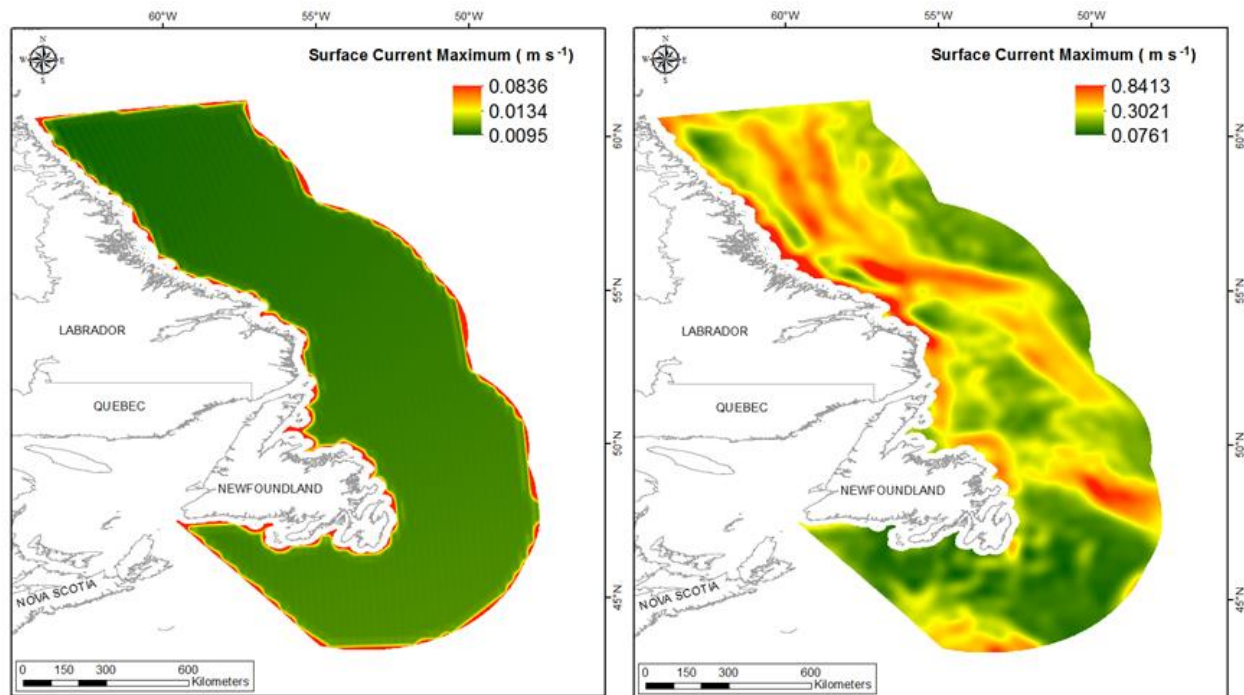 60°W 55°W 50°W
N
W E
S
Surface Current Maximum ( m s -1)
0.0836
0.0134
0.0095
60°N
55°N
50°N
45°N
LABRADOR
QUEBEC
NEWFOUNDLAND
NOVA SCOTIA
0 150 300 600
Kilometers
60°W 55°W 50°W
N
W E
S
Surface Current Maximum ( m s -1)
0.8413
0.3021
0.0761
60°N
55°N
50°N
45°N
LABRADOR
QUEBEC
NEWFOUNDLAND
NOVA SCOTIA
0 150 300 600
Kilometers